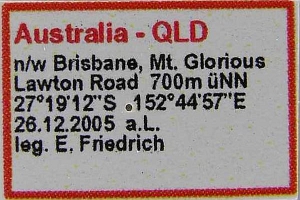 Australia - QLD
n/w Brisbane, Mt. Glorious
Lawton Road 700m üNN
27°19'12''S .152°44'57''E
26.12.2005 a.L.
leg. E. Friedrich